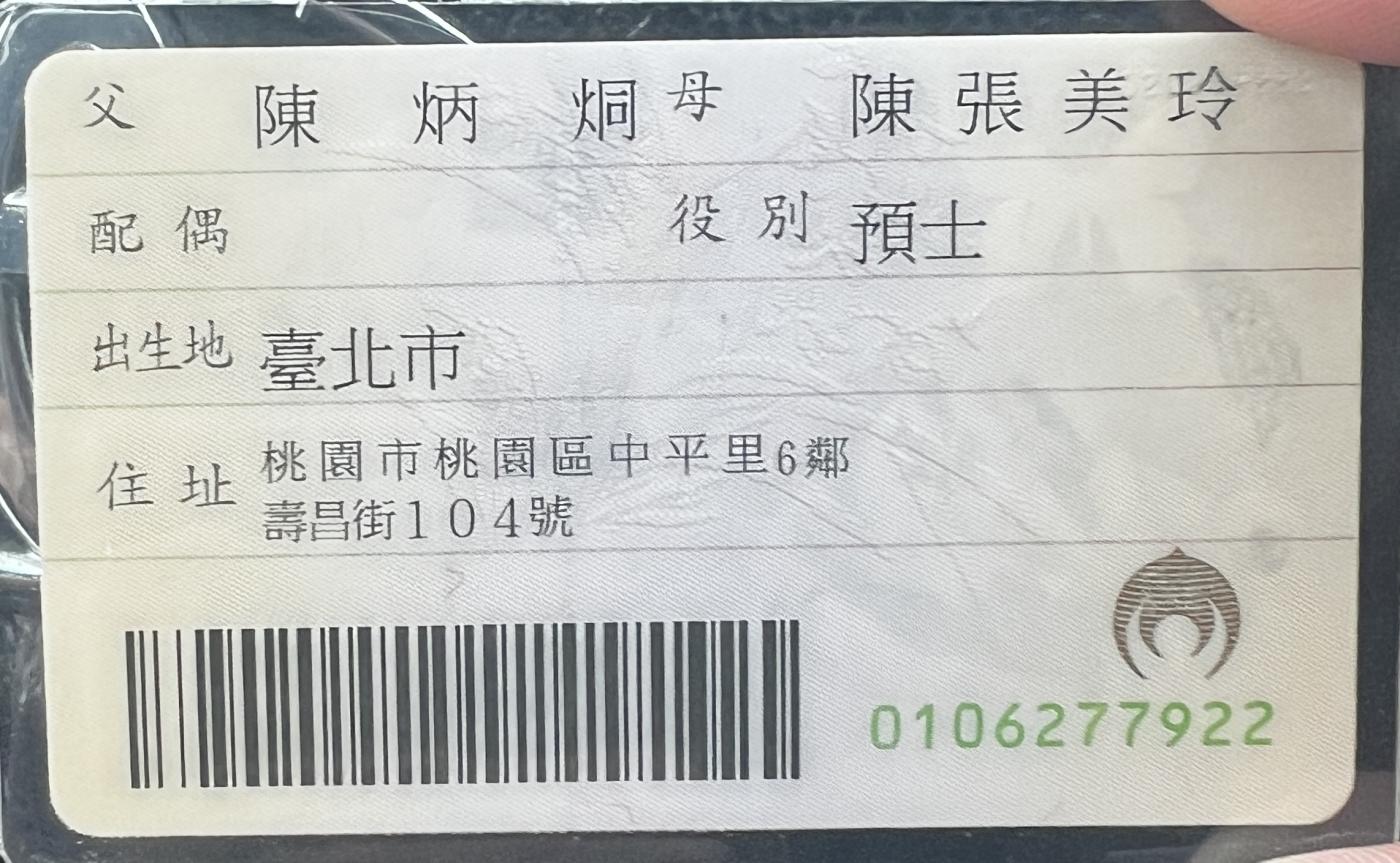 父 陳炳烔 母 陳張美玲
配偶 役別 預士
出生地 臺北市
住址 桃園市桃園區中平里6鄰
壽昌街104號
0106277922